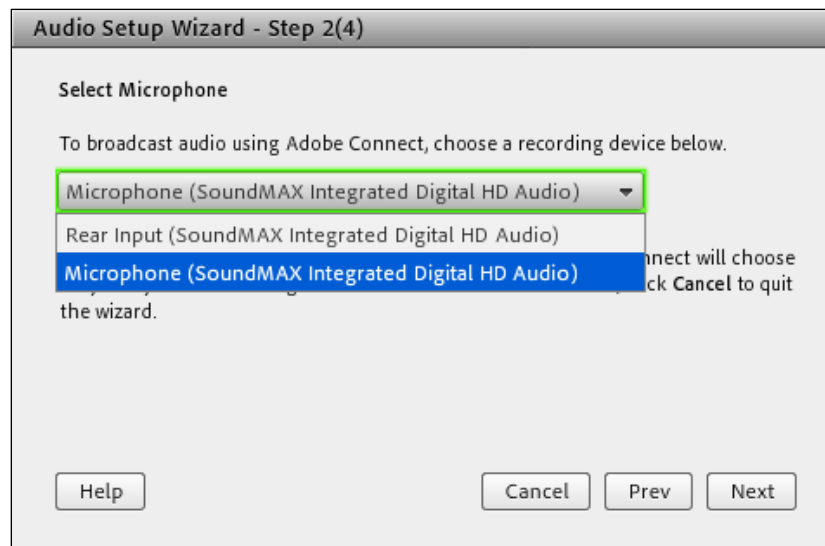 Audio Setup Wizard - Step 2(4)
Select Microphone
To broadcast audio using Adobe Connect, choose a recording device below.
Microphone (SoundMAX Integrated Digital HD Audio)
Rear Input (SoundMAX Integrated Digital HD Audio)
Microphone (SoundMAX Integrated Digital HD Audio)
will choose
Cancel to quit
the wizard.
Help
Cancel
Prev
Next